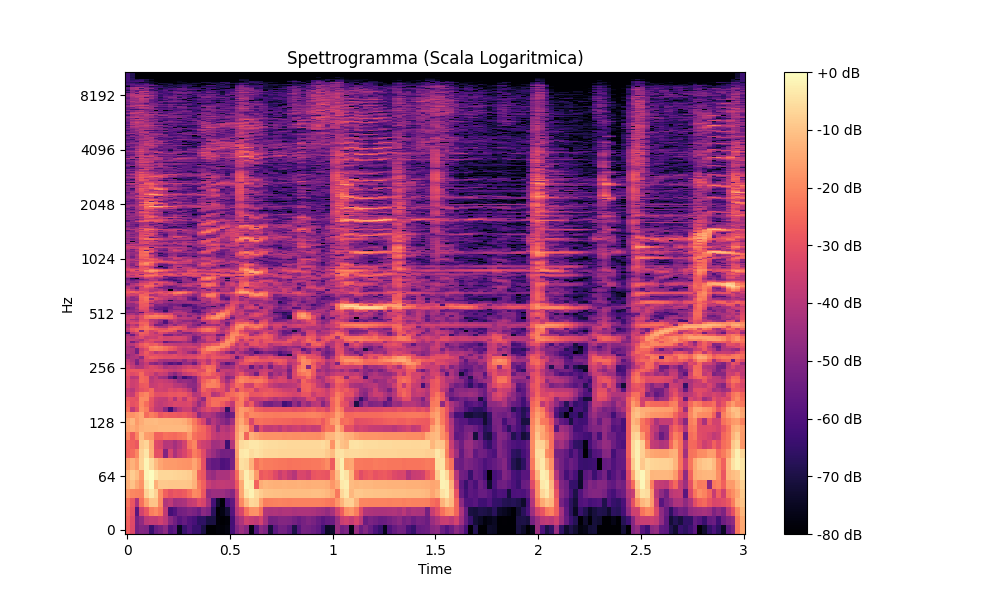 Spettrogramma (Scala Logaritmica)
Hz
8192
4096
2048
1024
512
256
128
64
0
0
0.5
1
1.5
2
2.5
3
Time
+0 dB
-10 dB
-20 dB
-30 dB
-40 dB
-50 dB
-60 dB
-70 dB
-80 dB